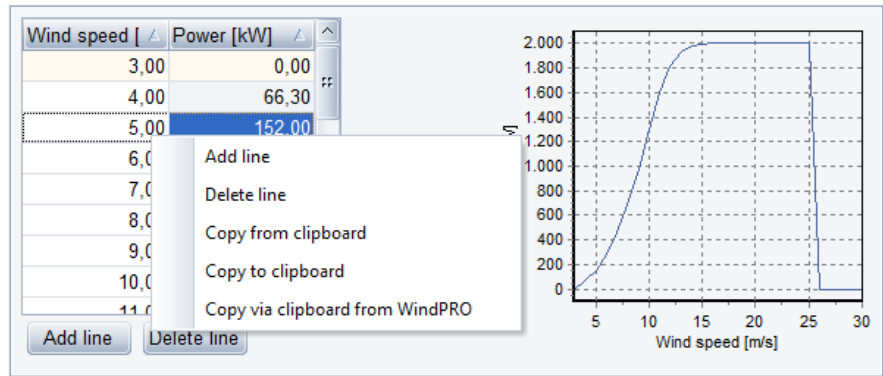 Wind speed [ Power [kW]
3,00 0,00
4,00 66,30
5,00 152,00
6,0
7,0
8,0
9,0
10,0
11,0
Add line
Delete line
Copy from clipboard
Copy to clipboard
Copy via clipboard from WindPRO
Add line Delete line
2.000
1.800
1.600
1.400
1.200
1.000
800
600
400
200
0
5 10 15 20 25 30
Wind speed [m/s]